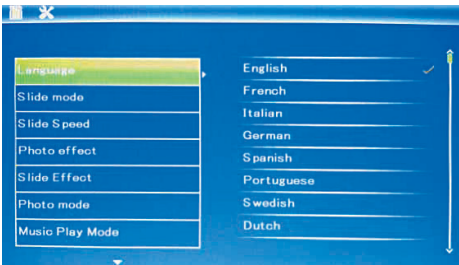 Language
Slide mode
Slide Speed
Photo effect
Slide Effect
Photo mode
Music Play Mode
English
French
Italian
German
Spanish
Portuguese
Swedish
Dutch